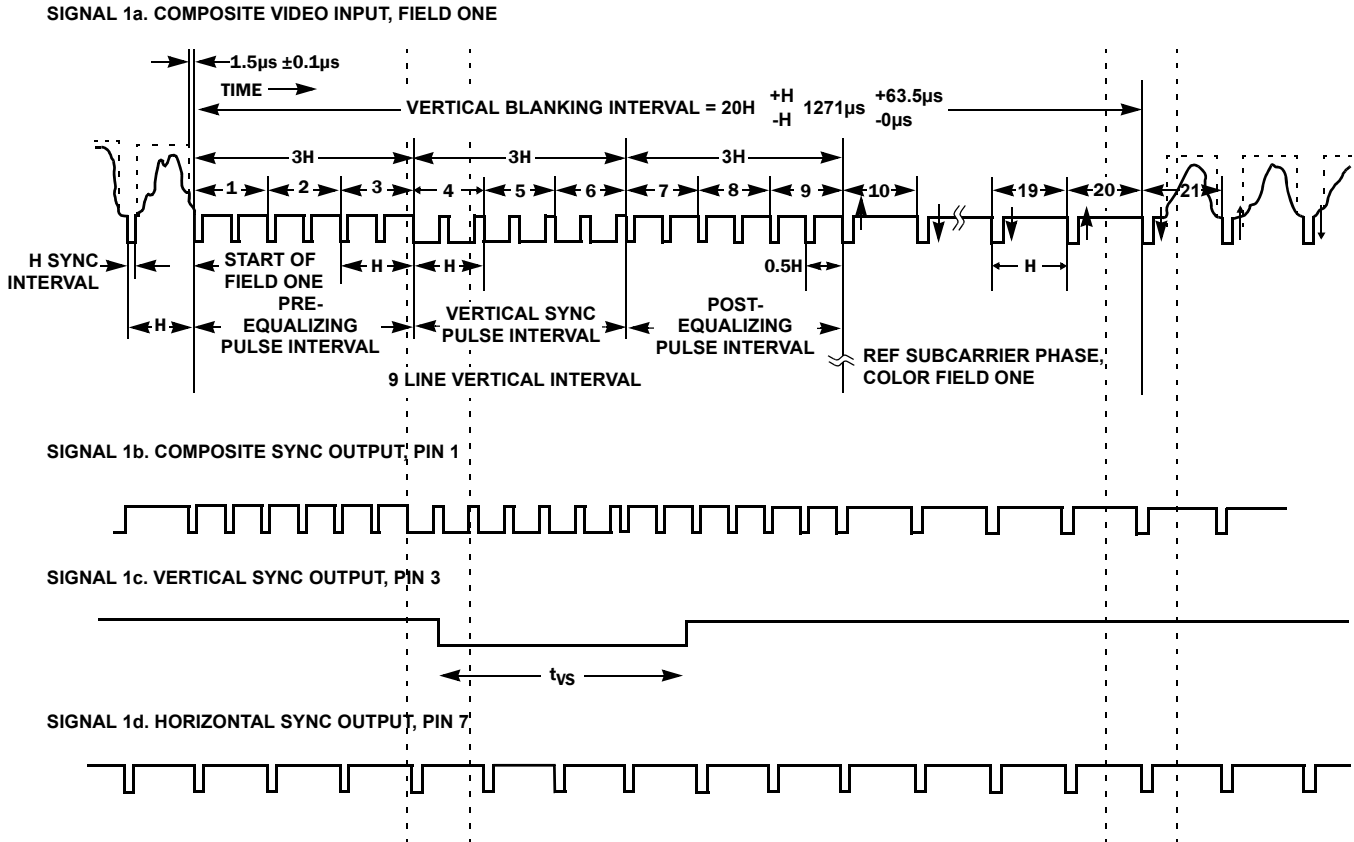 SIGNAL 1a. COMPOSITE VIDEO INPUT, FIELD ONE
1.5µs ±0.1µs
TIME
VERTICAL BLANKING INTERVAL = 20H +H -H 1271µs +63.5µs -0µs
3H 3H 3H
1 2 3 4 5 6 7 8 9 10 19 20 21
H SYNC
INTERVAL
START OF
FIELD ONE
H H 0.5H H
H
PRE-
EQUALIZING
PULSE INTERVAL
VERTICAL SYNC
PULSE INTERVAL
POST-
EQUALIZING
PULSE INTERVAL
REF SUBCARRIER PHASE,
COLOR FIELD ONE
9 LINE VERTICAL INTERVAL
SIGNAL 1b. COMPOSITE SYNC OUTPUT, PIN 1
SIGNAL 1c. VERTICAL SYNC OUTPUT, PIN 3
tVS
SIGNAL 1d. HORIZONTAL SYNC OUTPUT, PIN 7